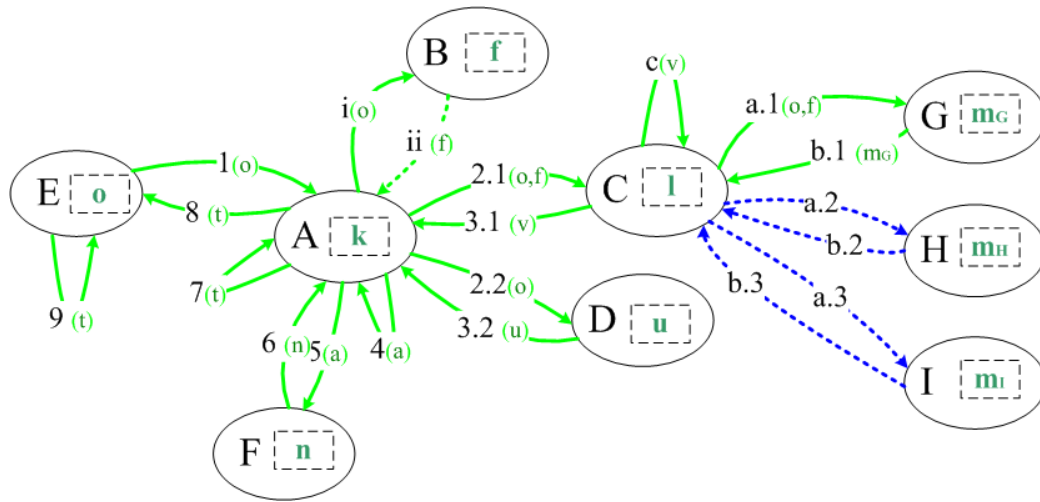 B f
c(v)
a.1(o,f)
G mG
i(o)
ii (f)
b.1 (mG)
1(o)
2.1(o,f)
C l
E o
a.2
8 (t)
3.1 (v)
A k
H mH
b.2
7(t)
2.2(o)
b.3
a.3
9 (t)
D u
3.2 (u)
6 (n)
5(a)
4(a)
I mI
F n